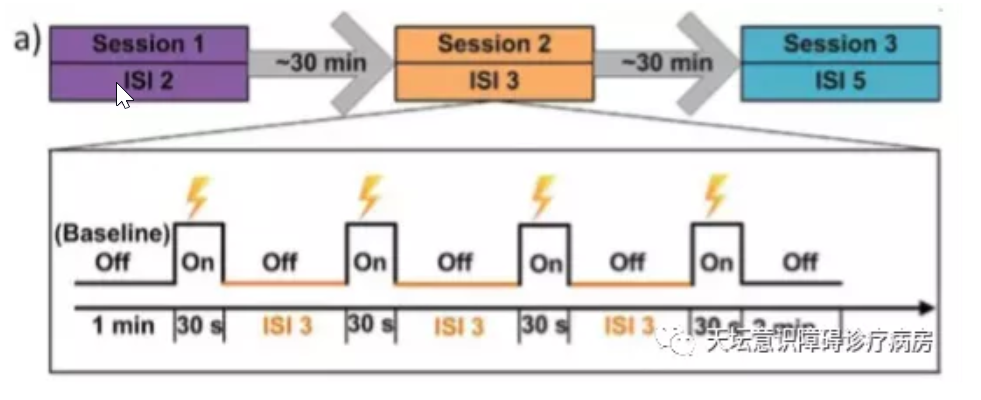 a)
Session 1
ISI 2
~30 min
Session 2
ISI 3
~30 min
Session 3
ISI 5
(Baseline)
Off On Off On Off On Off On Off
1 min 30 s ISI 3 30 s ISI 3 30 s ISI 3 30 s min
天坛意识障碍诊疗病房